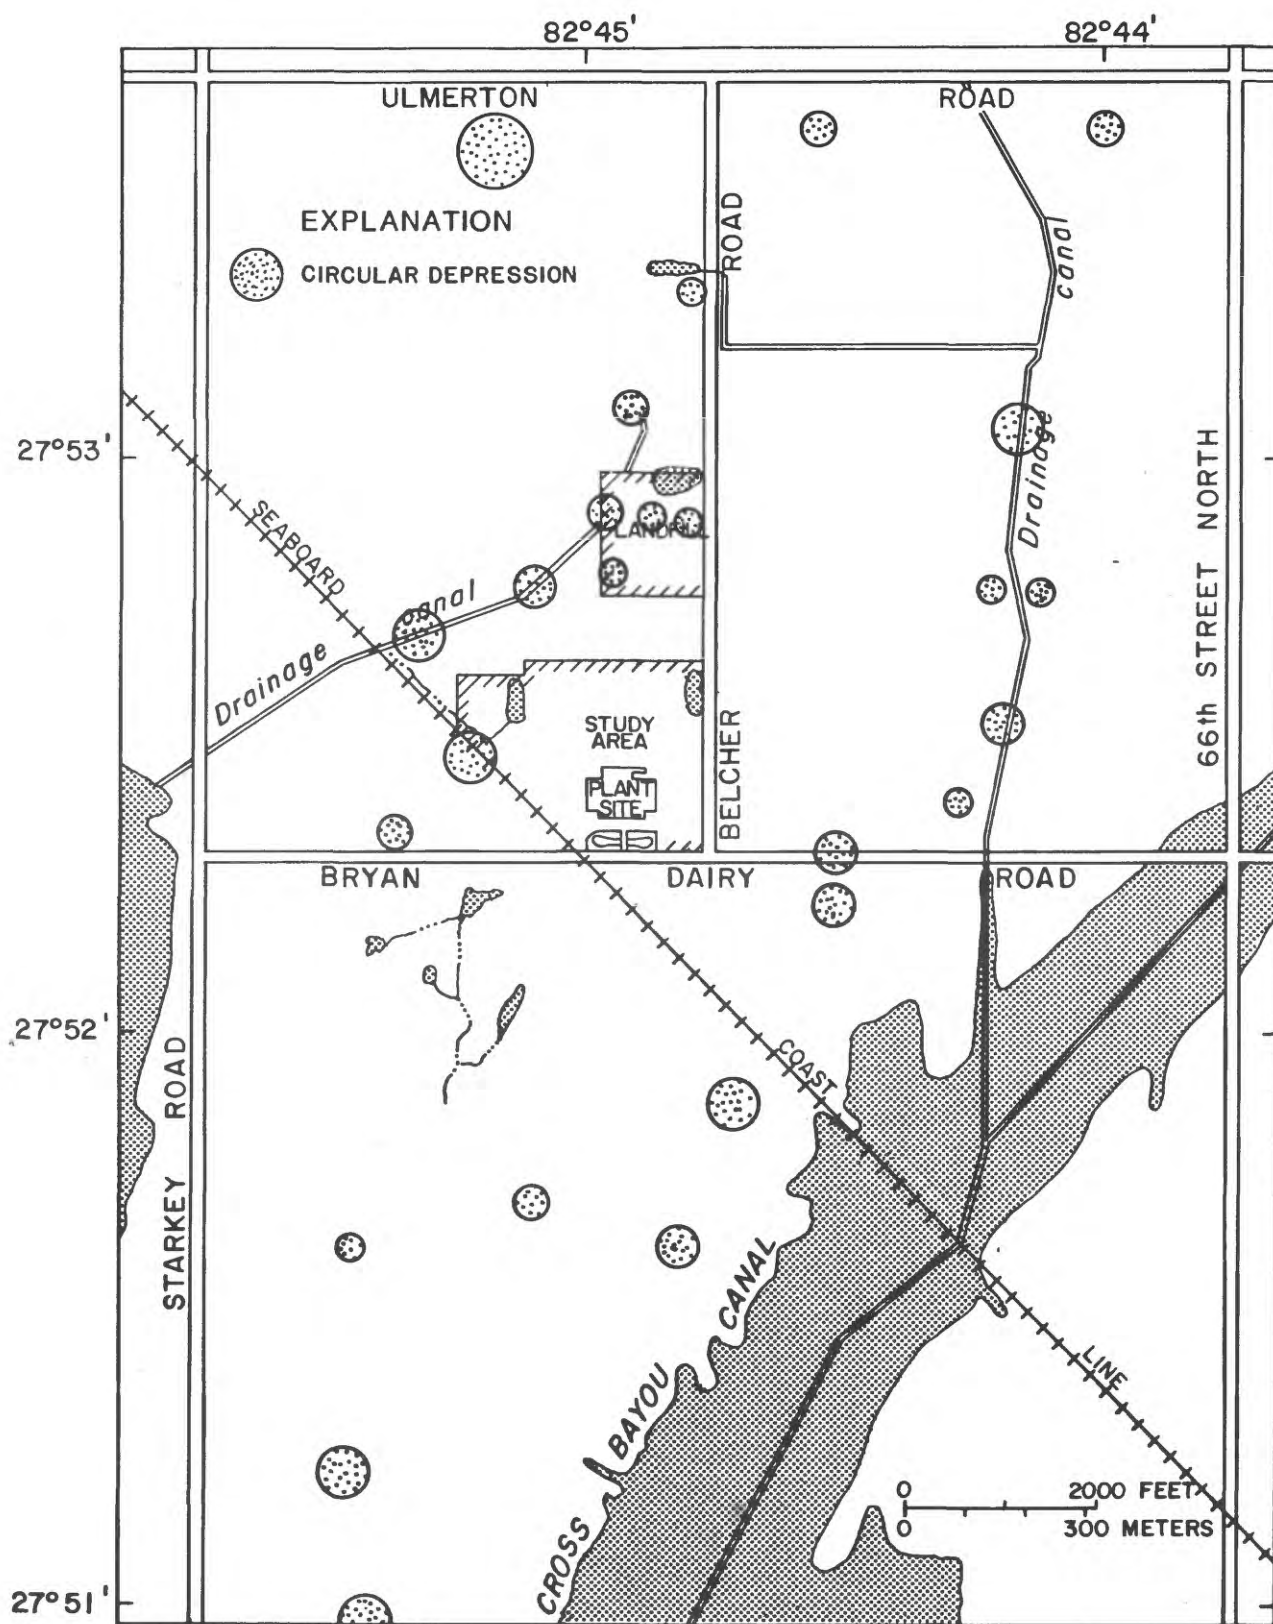 82°45' 82°44'
ULMERTON ROAD
EXPLANATION
CIRCULAR DEPRESSION
ROAD
canal
27°53'
SEABOARD
LANDFILL
Drainage
66th STREET NORTH
canal
Drainage
STUDY
AREA
PLANT
SITE
BELCHER
BRYAN DAIRY ROAD
27°52'
COAST
STARKEY ROAD
CROSS BAYOU CANAL
LINE
0 2000 FEET
0 300 METERS
27°51'